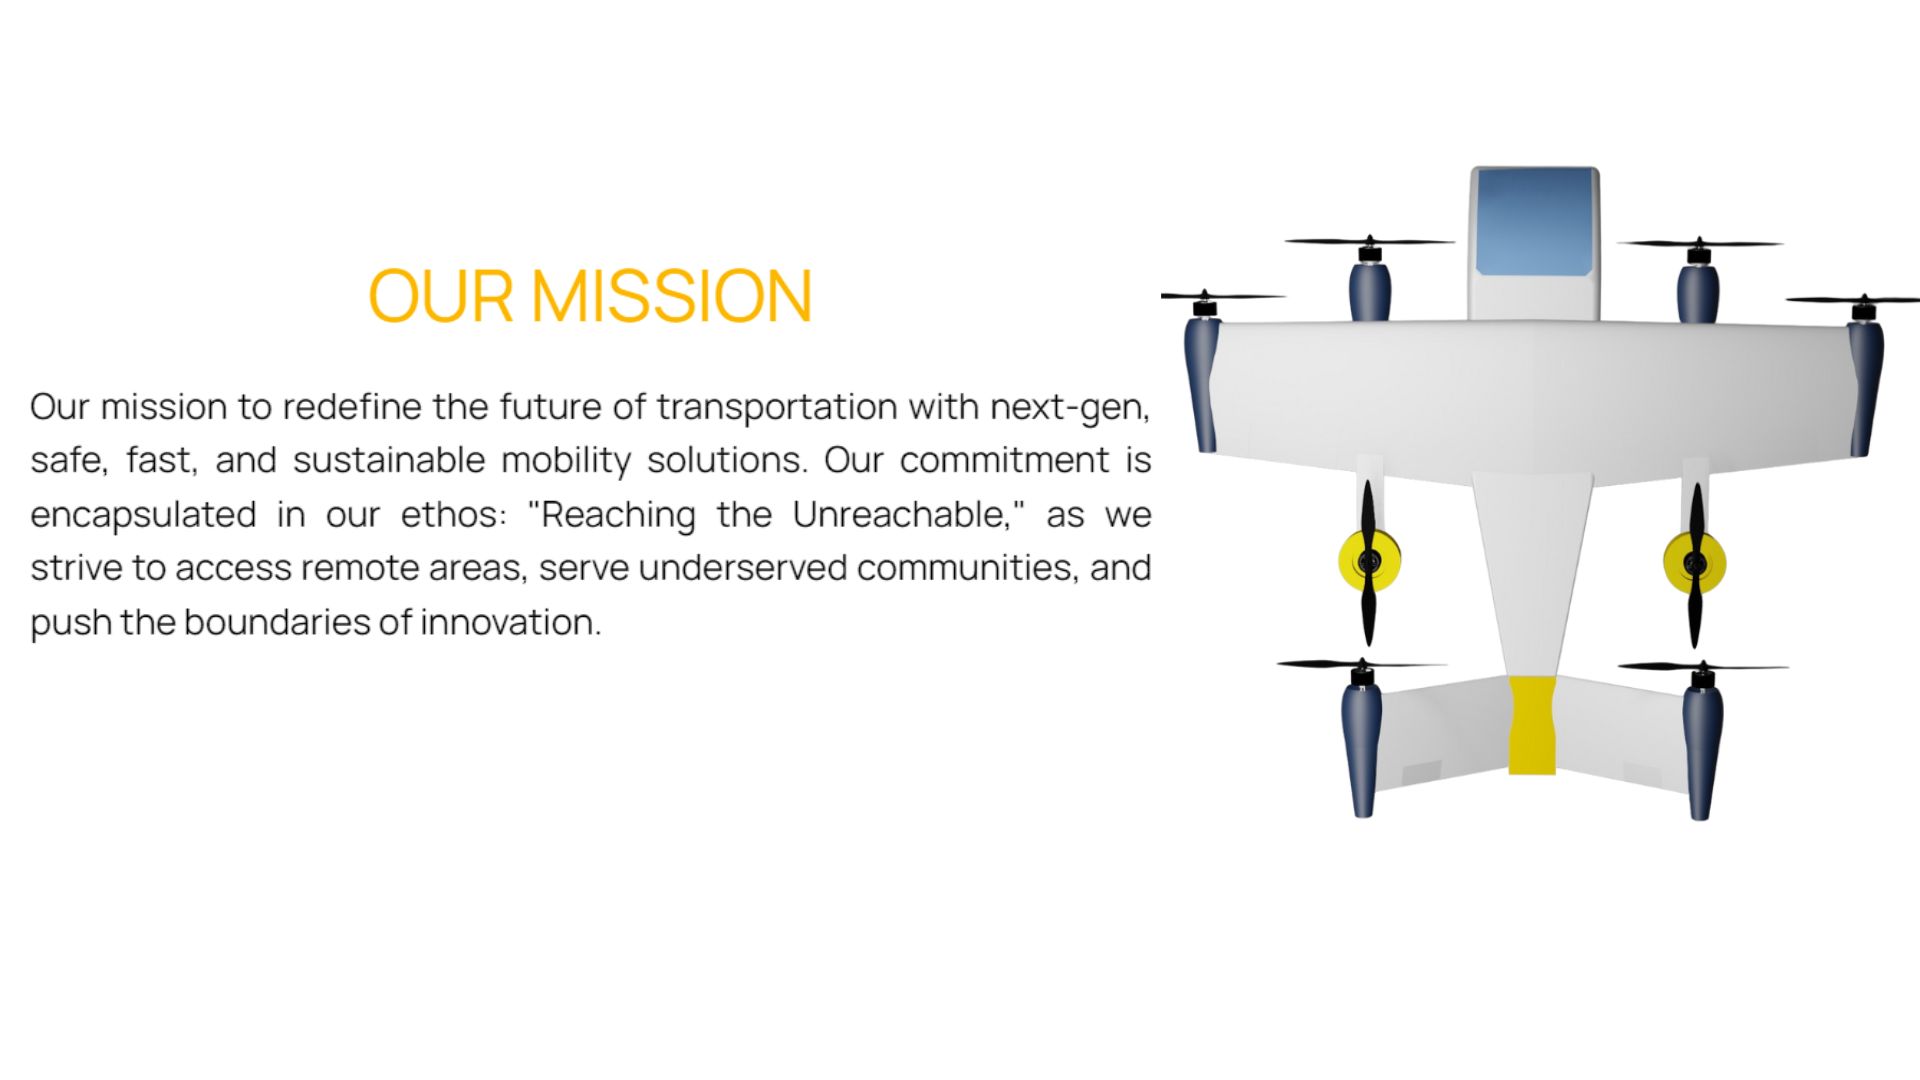 OUR MISSION
Our mission to redefine the future of transportation with next-gen,
safe, fast, and sustainable mobility solutions. Our commitment is
encapsulated in our ethos: "Reaching the Unreachable," as we
strive to access remote areas, serve underserved communities, and
push the boundaries of innovation.